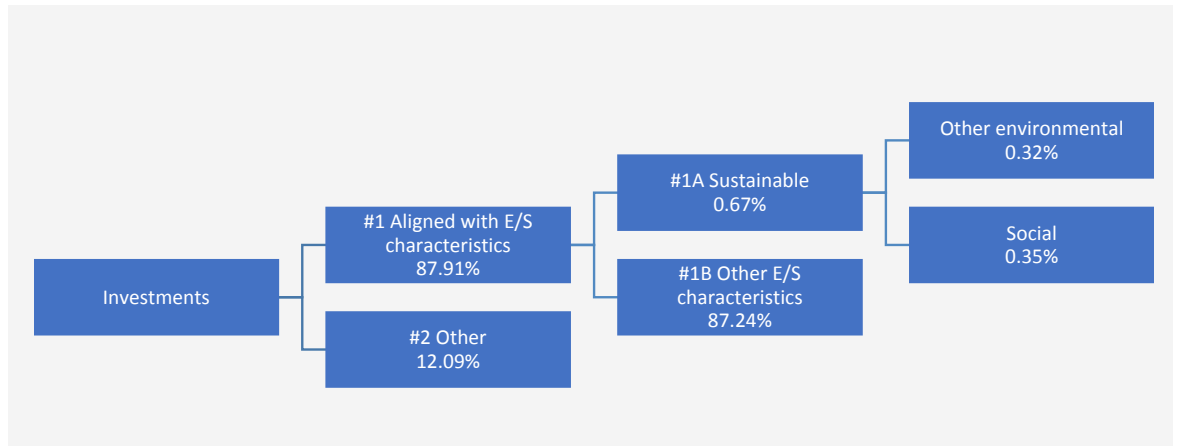 Investments
#1 Aligned with E/S
characteristics
87.91%
#2 Other
12.09%
#1A Sustainable
0.67%
#1B Other E/S
characteristics
87.24%
Other environmental
0.32%
Social
0.35%